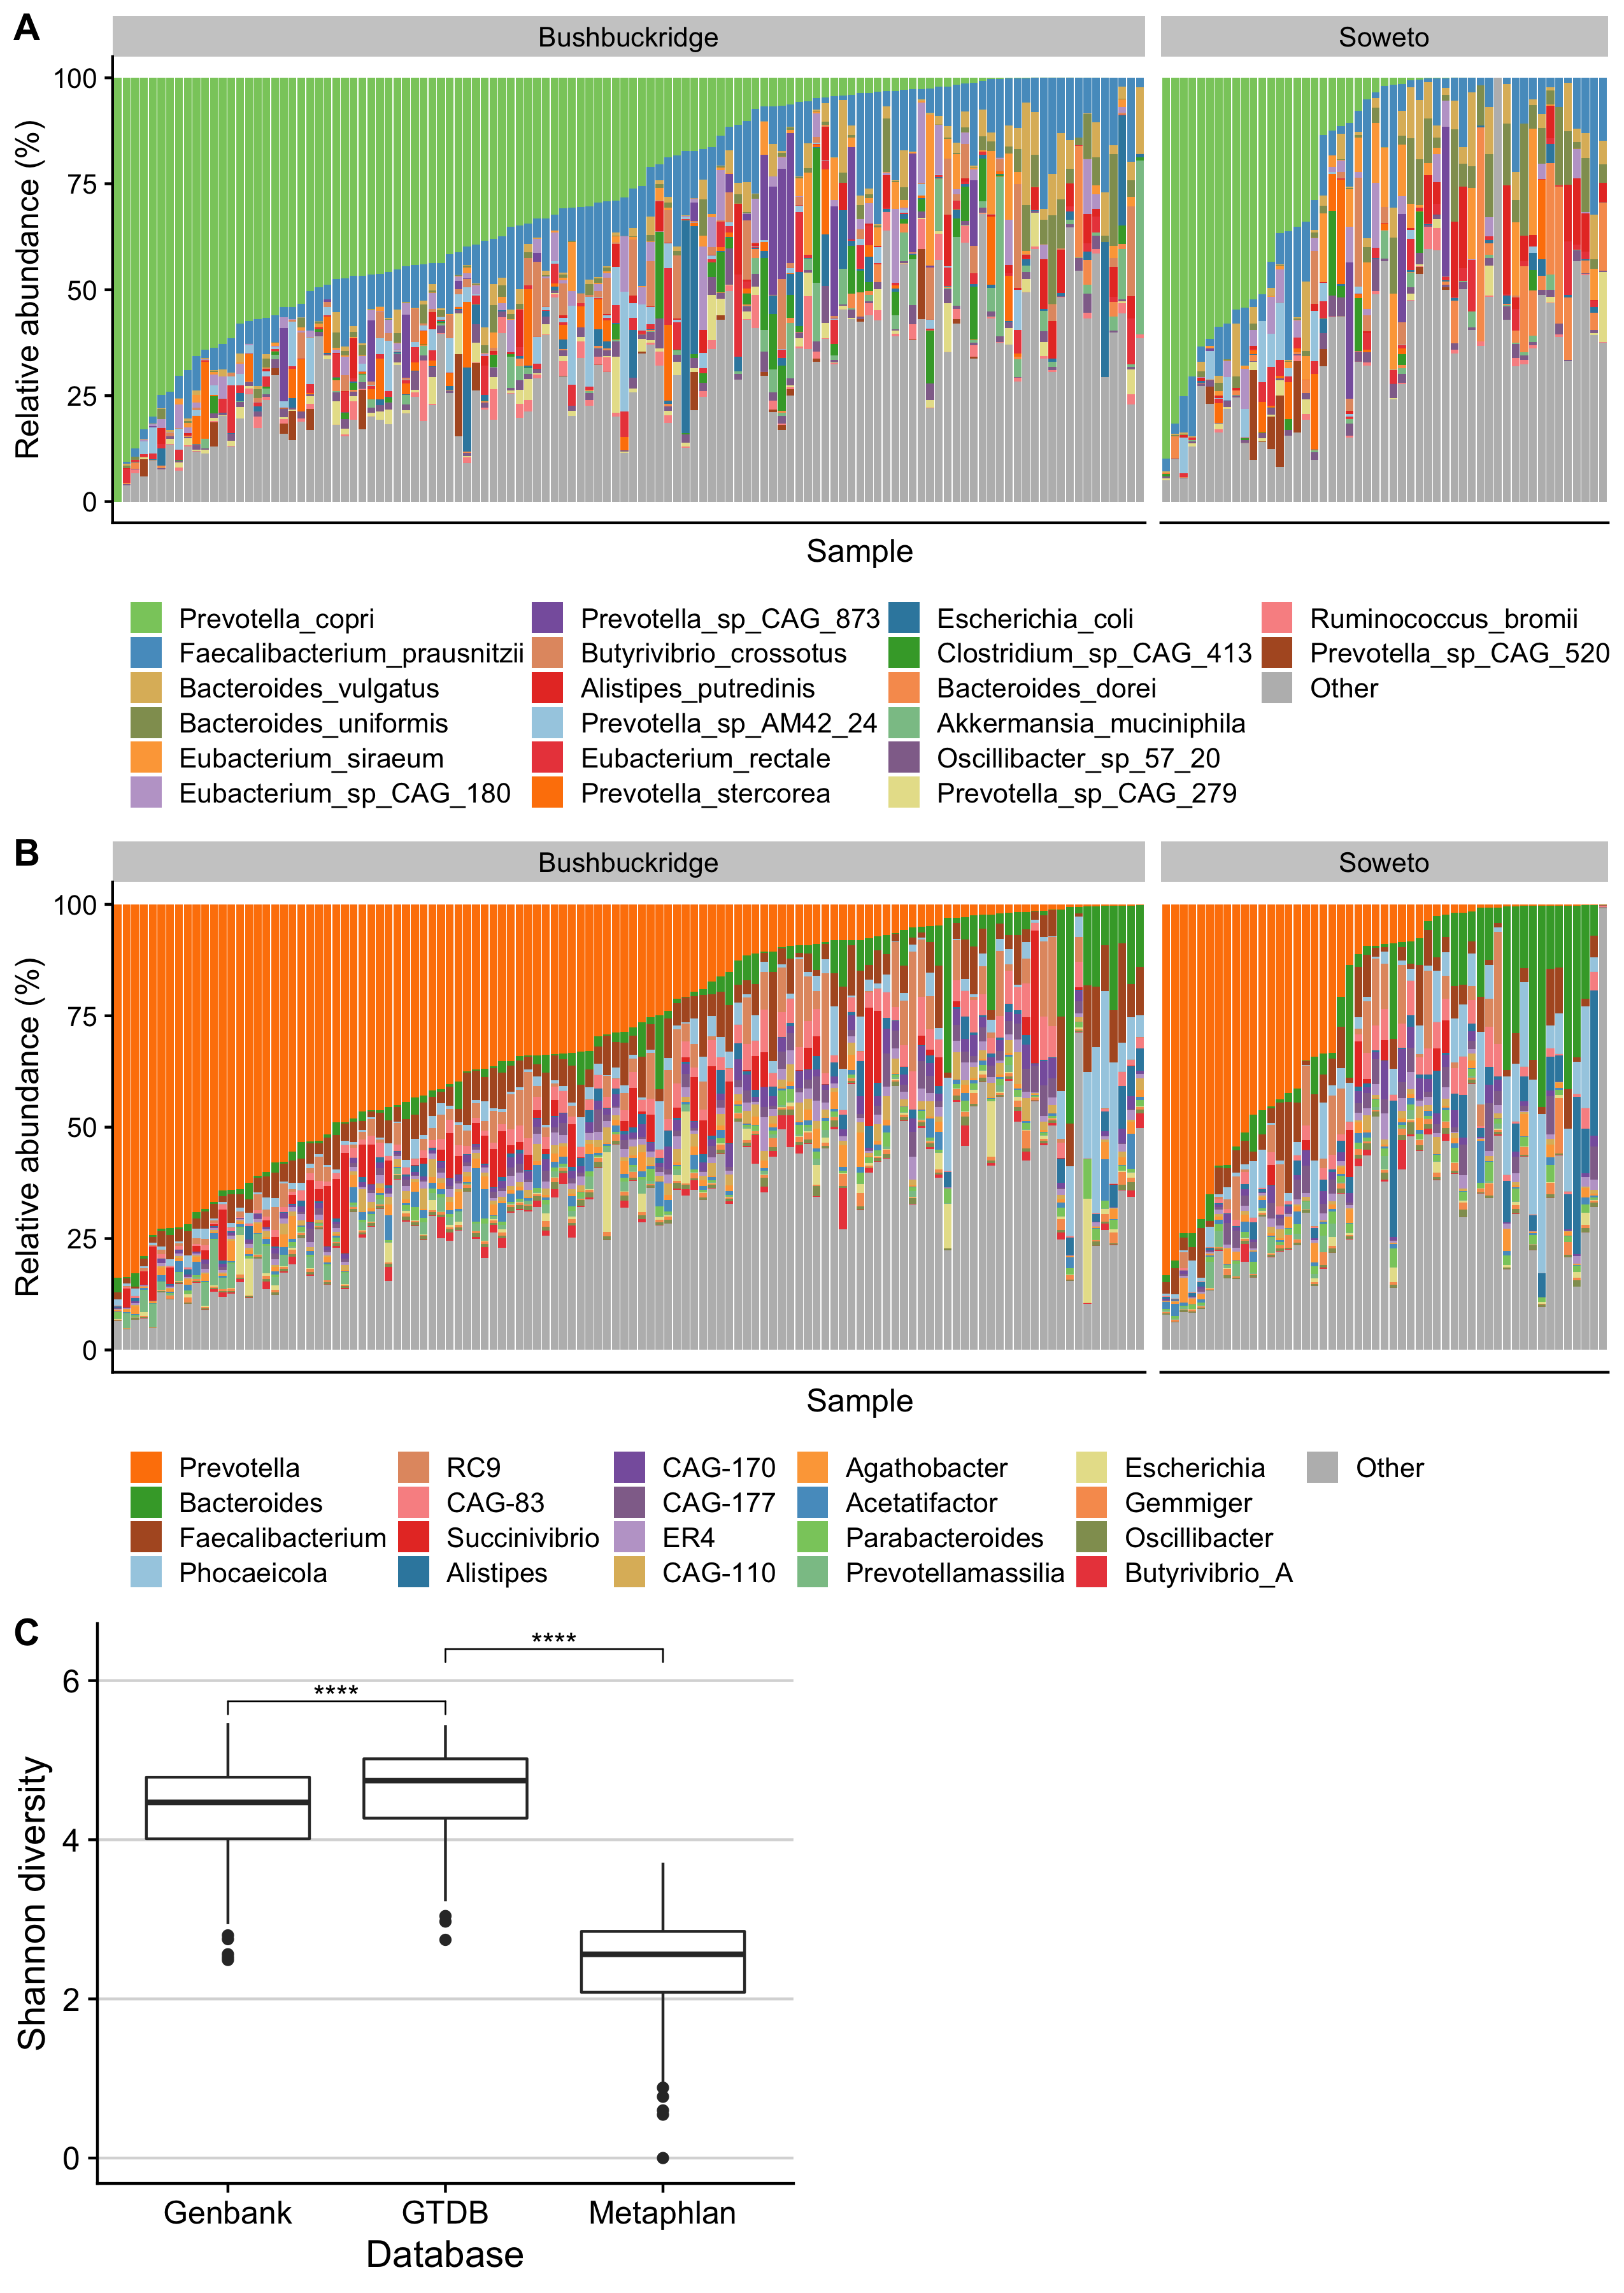 A
Bushbuckridge Soweto
Relative abundance (%)
100
75
50
25
0
Sample
Prevotella_copri Prevotella_sp_CAG_873 Escherichia_coli Ruminococcus_bromii
Faecalibacterium_prausnitzii Butyrivibrio_crossotus Clostridium_sp_CAG_413 Prevotella_sp_CAG_520
Bacteroides_vulgatus Alistipes_putredinis Bacteroides_dorei Other
Bacteroides_uniformis Prevotella_sp_AM42_24 Akkermansia_muciniphila
Eubacterium_siraeum Eubacterium_rectale Oscillibacter_sp_57_20
Eubacterium_sp_CAG_180 Prevotella_stercorea Prevotella_sp_CAG_279
B
Bushbuckridge Soweto
Relative abundance (%)
100
75
50
25
0
Sample
Prevotella RC9 CAG-170 Agathobacter Escherichia Other
Bacteroides CAG-83 CAG-177 Acetatifactor Gemmiger
Faecalibacterium Succinivibrio ER4 Parabacteroides Oscillibacter
Phocaeicola Alistipes CAG-110 Prevotellamassilia Butyrivibrio_A
C
Shannon diversity
****
6
****
4
2
0
Genbank GTDB Metaphlan
Database